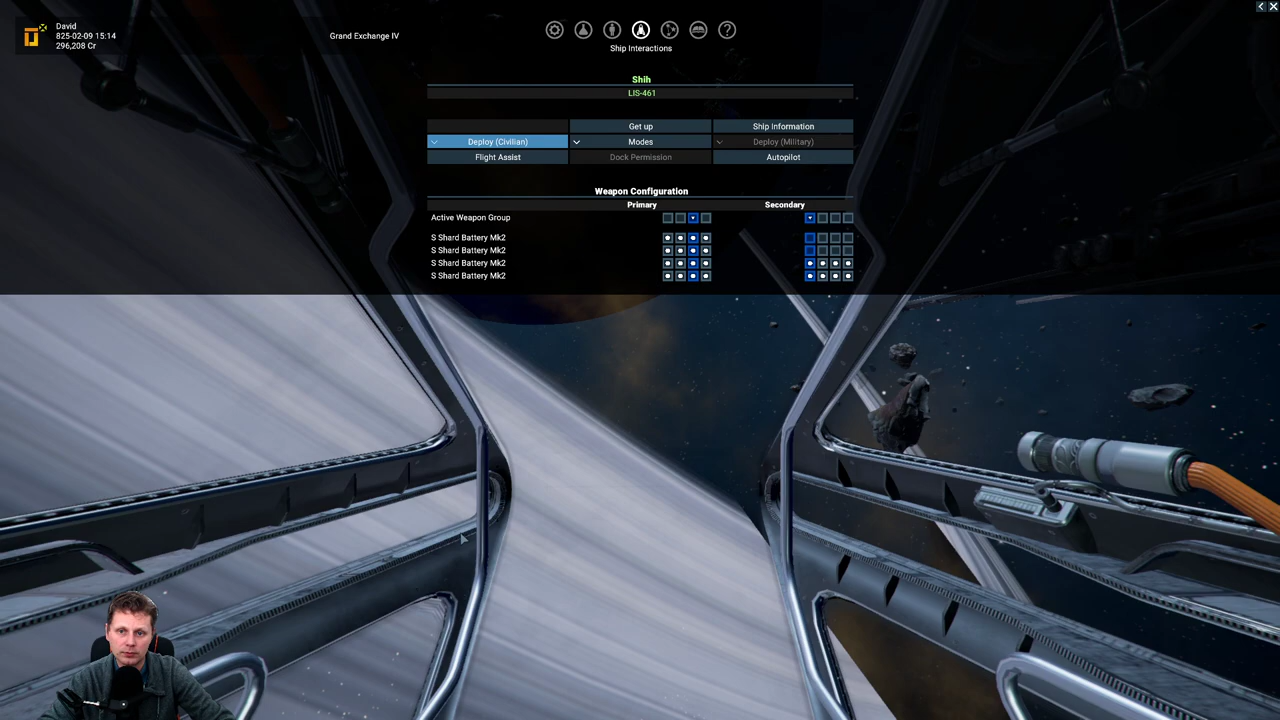 David
825-02-09 15:14
296,208 Cr
Grand Exchange IV
Ship Interactions
Shih
LIS-461
Get up
Ship Information
Deploy (Civilian)
Modes
Deploy (Military)
Flight Assist
Dock Permission
Autopilot
Weapon Configuration
Primary
Secondary
Active Weapon Group
S Shard Battery Mk2
S Shard Battery Mk2
S Shard Battery Mk2
S Shard Battery Mk2